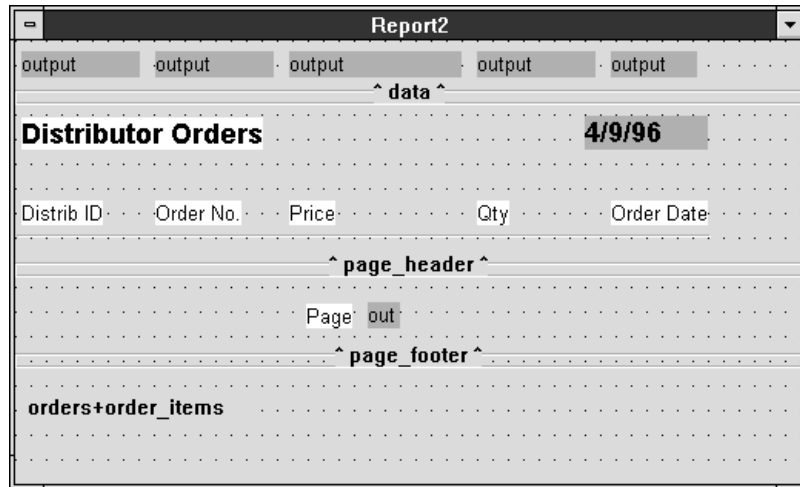 Report2
output output output output output
^ data ^
Distributor Orders 4/9/96
Distrib ID Order No. Price Qty Order Date
^ page_header ^
Page out
^ page_footer ^
orders+order_items